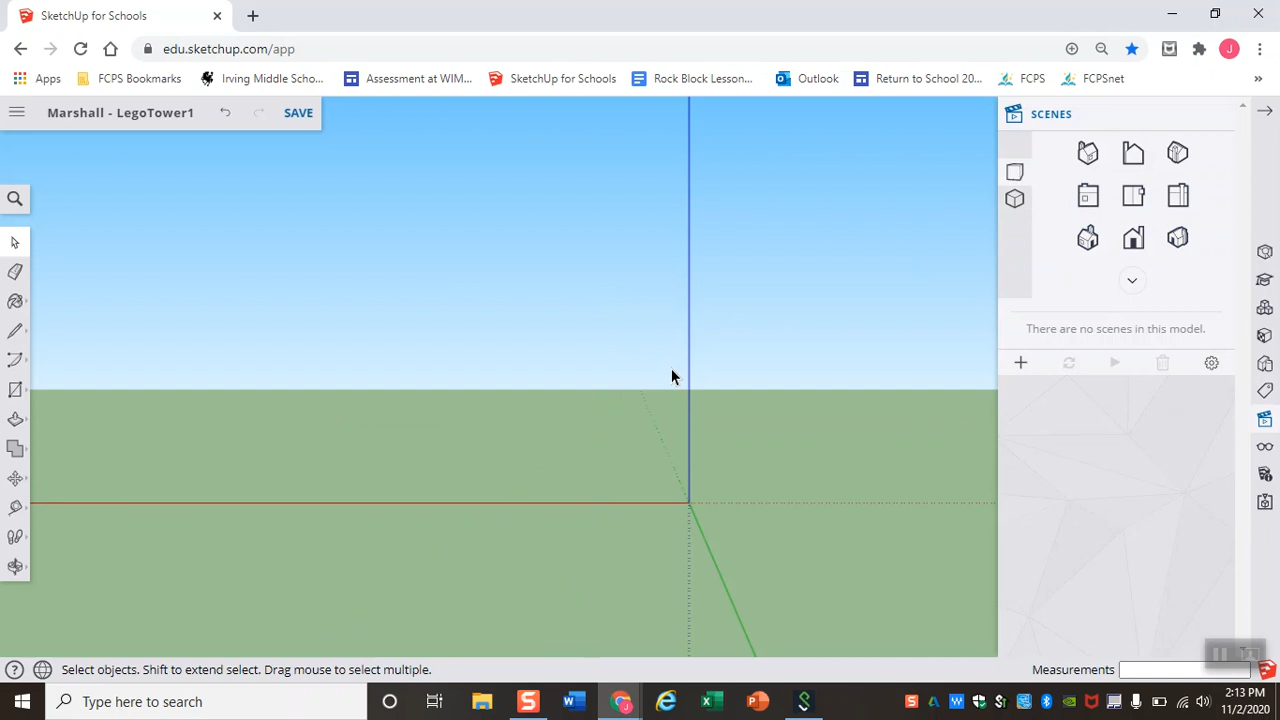 SketchUp for Schools
edu.sketchup.com/app
J
Apps
FCPS Bookmarks
Irving Middle Scho...
Assessment at WIM...
SketchUp for Schools
Rock Block Lesson...
Outlook
Return to School 20...
FCPS
FCPSnet
»
Marshall - LegoTower1
SAVE
SCENES
There are no scenes in this model.
Select objects. Shift to extend select. Drag mouse to select multiple.
Measurements
Type here to search
2:13 PM
11/2/2020